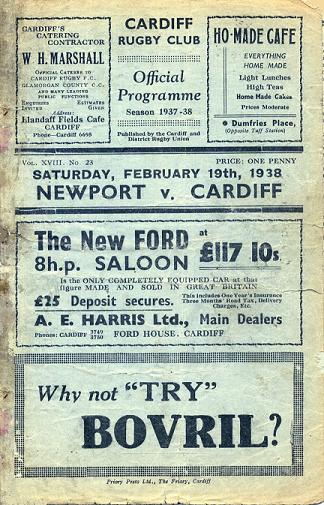 CARDIFF'S
CATERING
CONTRACTOR
W. H. MARSHALL
OFFICIAL CATERER TO
CARDIFF RUGBY F.C.,
GLAMORGAN COUNTY C.C.
AND MANY LEADING
PUBLIC FUNCTIONS
Enquiries Estimates
Invited Given
Address:
Llandaff Fields Cafe
CARDIFF
Phone—Cardiff 6698
CARDIFF
RUGBY CLUB
Official
Programme
Season 1937-38
Published by the Cardiff and
District Rugby Union
HO-MADE CAFE
EVERYTHING
HOME MADE
Light Lunches
High Teas
Home Made Cakes
Prices Moderate
• Dumfries Place,
(Opposite Taff Station)
VOL. XVIII. No. 23 PRICE: ONE PENNY
SATURDAY, FEBRUARY 19th, 1938
NEWPORT v. CARDIFF
The New FORD at
8h.p. SALOON £117 10s.
Is the ONLY COMPLETELY EQUIPPED CAR at this
figure MADE AND SOLD IN GREAT BRITAIN
£25 Deposit secures. This includes One Year's Insurance
Three Months' Road Tax, Delivery
Charges, Etc.
A. E. HARRIS Ltd., Main Dealers
Phones: CARDIFF 3749
3750 FORD HOUSE, CARDIFF
Why not "TRY"
BOVRIL?
Priory Press Ltd., The Friary, Cardiff